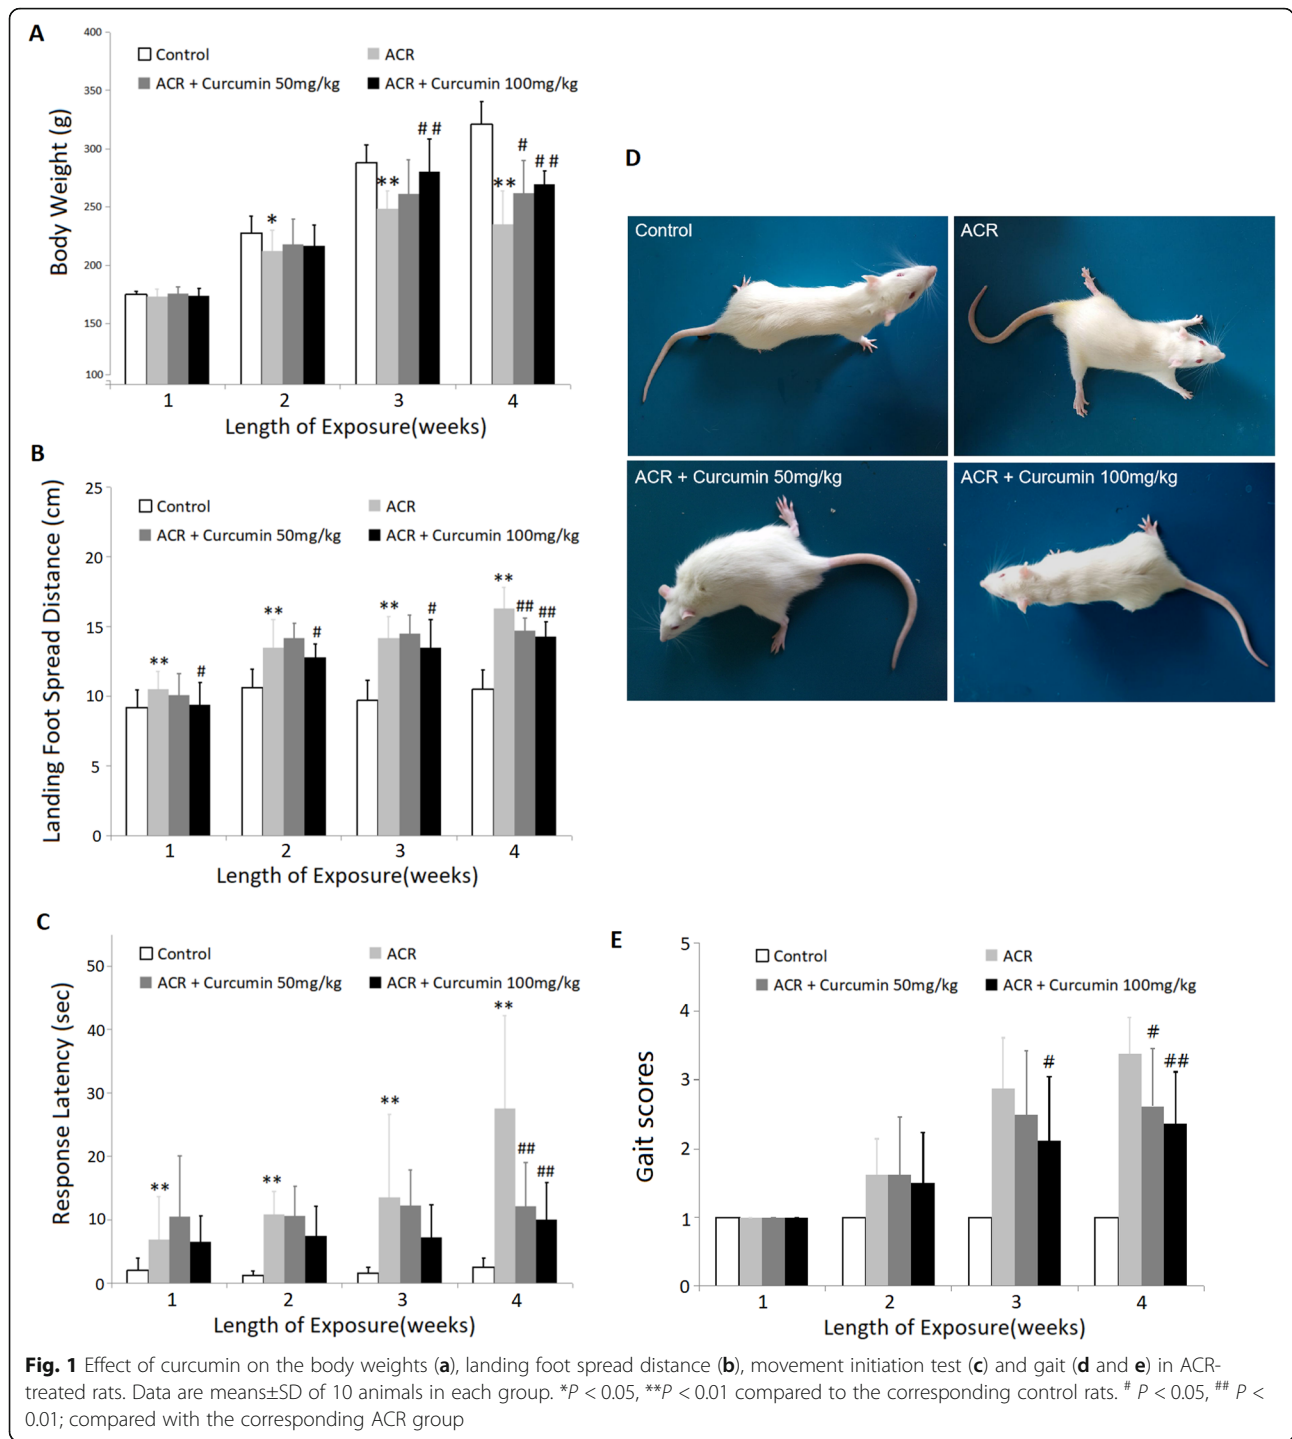 A
400
350
300
250
200
150
100
Body Weight (g)
Control
ACR
ACR + Curcumin 50mg/kg
ACR + Curcumin 100mg/kg
*
**
##
**
#
##
1 2 3 4
Length of Exposure(weeks)
B
25
20
15
10
5
0
Landing Foot Spread Distance (cm)
Control
ACR
ACR + Curcumin 50mg/kg
ACR + Curcumin 100mg/kg
**
#
**
#
**
#
**
##
##
1 2 3 4
Length of Exposure(weeks)
C
50
40
30
20
10
0
Response Latency (sec)
Control
ACR
ACR + Curcumin 50mg/kg
ACR + Curcumin 100mg/kg
**
**
**
**
##
##
1 2 3 4
Length of Exposure(weeks)
D
Control
ACR
ACR + Curcumin 50mg/kg
ACR + Curcumin 100mg/kg
E
5
4
3
2
1
0
Gait scores
Control
ACR
ACR + Curcumin 50mg/kg
ACR + Curcumin 100mg/kg
#
#
##
1 2 3 4
Length of Exposure(weeks)
Fig. 1 Effect of curcumin on the body weights (a), landing foot spread distance (b), movement initiation test (c) and gait (d and e) in ACR-
treated rats. Data are means±SD of 10 animals in each group. *P < 0.05, **P < 0.01 compared to the corresponding control rats. # P < 0.05, ## P <
0.01; compared with the corresponding ACR group